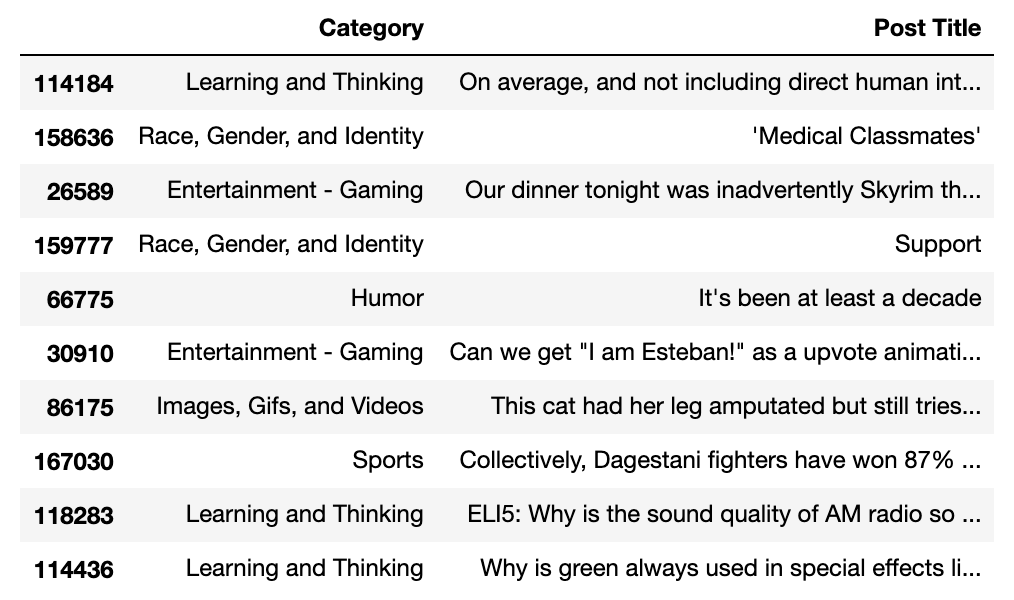 Category Post Title
114184 Learning and Thinking On average, and not including direct human int...
158636 Race, Gender, and Identity 'Medical Classmates'
26589 Entertainment - Gaming Our dinner tonight was inadvertently Skyrim th...
159777 Race, Gender, and Identity Support
66775 Humor It's been at least a decade
30910 Entertainment - Gaming Can we get "I am Esteban!" as a upvote animati...
86175 Images, Gifs, and Videos This cat had her leg amputated but still tries...
167030 Sports Collectively, Dagestani fighters have won 87% ...
118283 Learning and Thinking ELI5: Why is the sound quality of AM radio so ...
114436 Learning and Thinking Why is green always used in special effects li...